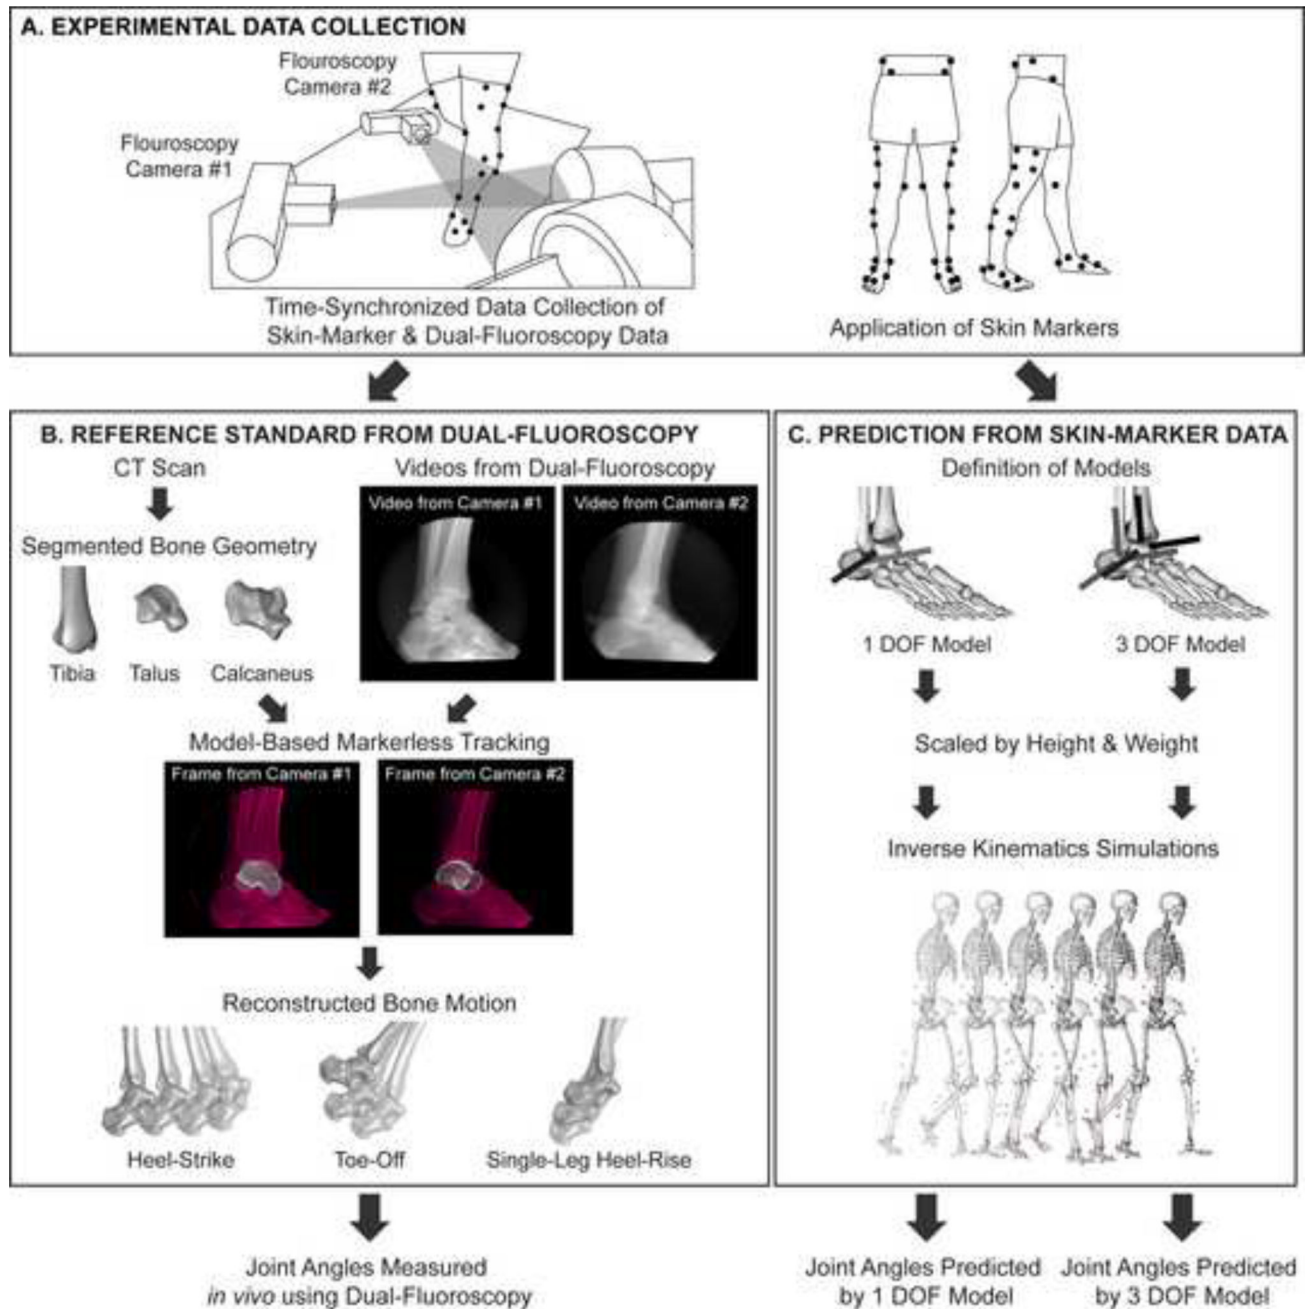 A. EXPERIMENTAL DATA COLLECTION
Flouroscopy
Camera #2
Flouroscopy
Camera #1
Time-Synchronized Data Collection of
Skin-Marker & Dual-Fluoroscopy Data
Application of Skin Markers
B. REFERENCE STANDARD FROM DUAL-FLUOROSCOPY
CT Scan
Videos from Dual-Fluoroscopy
Video from Camera #1
Video from Camera #2
Segmented Bone Geometry
Tibia
Talus
Calcaneus
Model-Based Markerless Tracking
Frame from Camera #1
Frame from Camera #2
Reconstructed Bone Motion
Heel-Strike
Toe-Off
Single-Leg Heel-Rise
Joint Angles Measured
in vivo using Dual-Fluoroscopy
C. PREDICTION FROM SKIN-MARKER DATA
Definition of Models
1 DOF Model
3 DOF Model
Scaled by Height & Weight
Inverse Kinematics Simulations
Joint Angles Predicted
by 1 DOF Model
Joint Angles Predicted
by 3 DOF Model